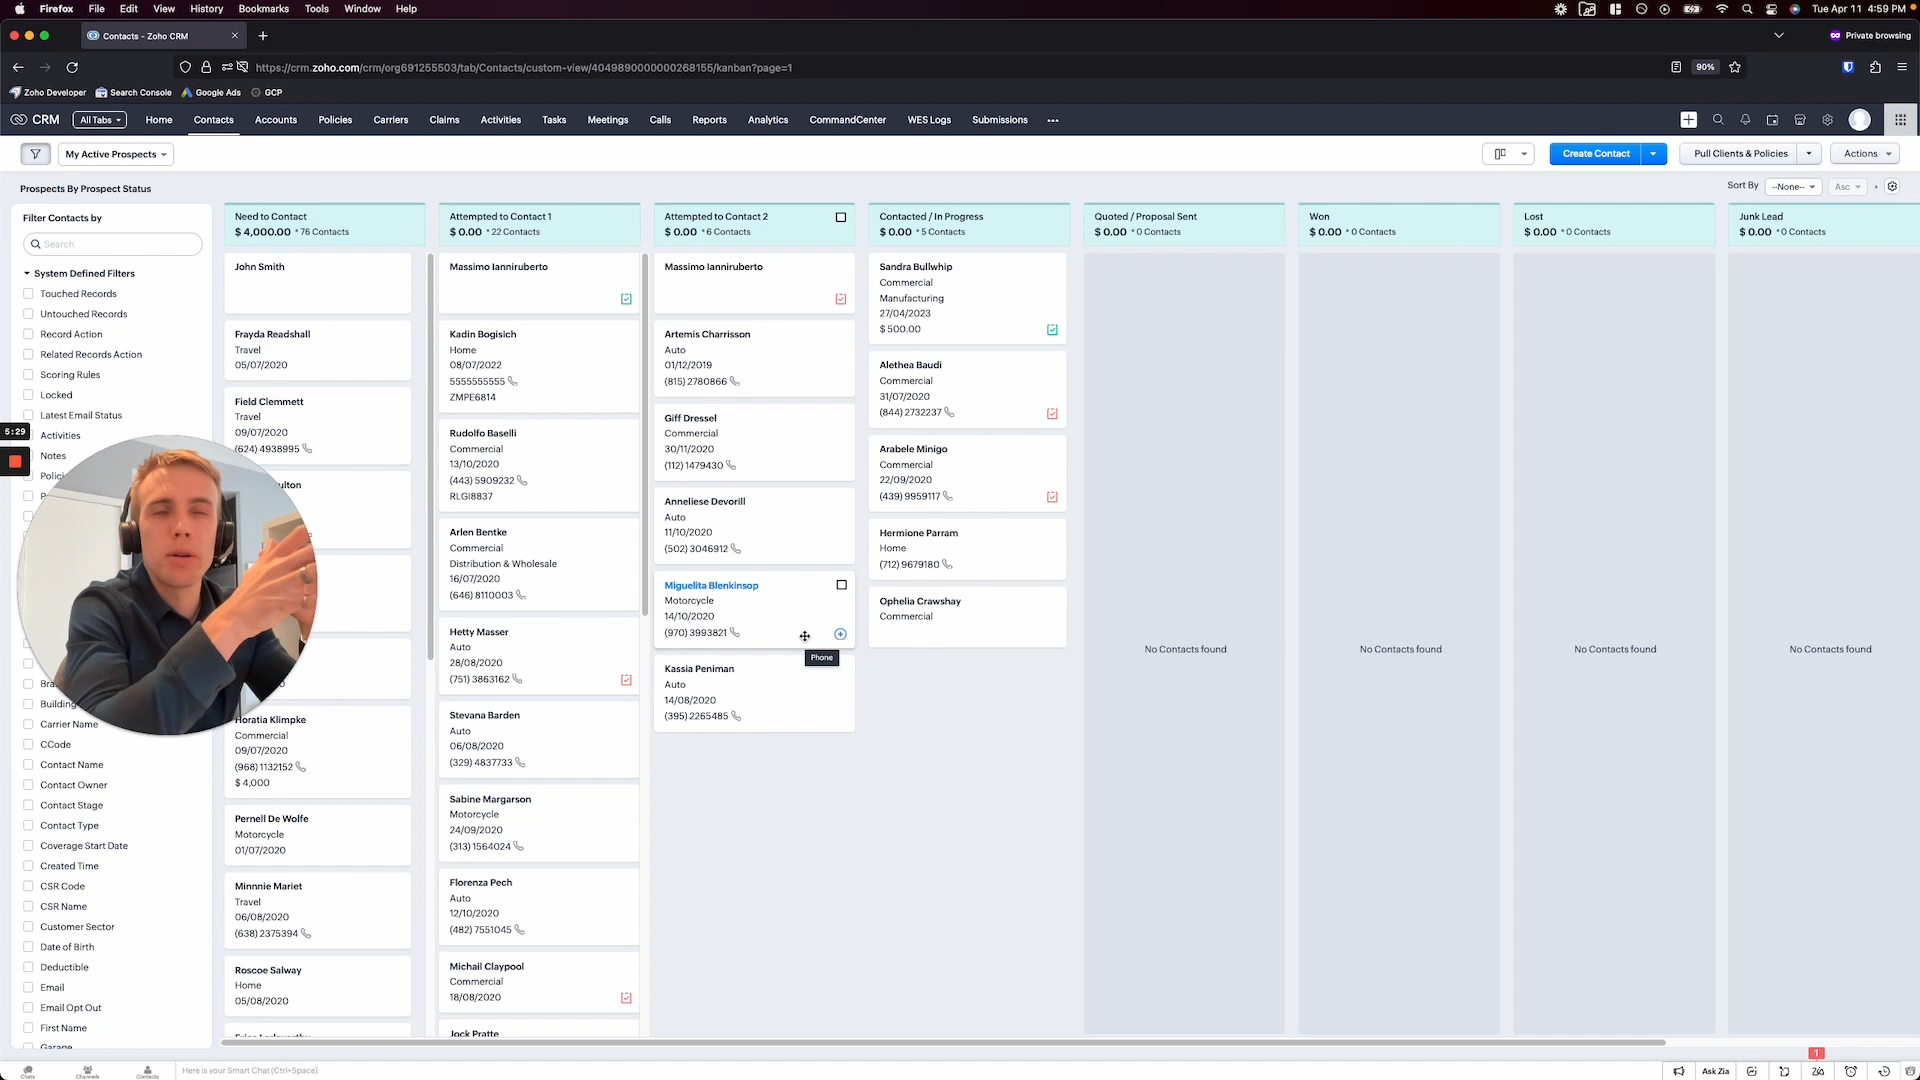 Firefox File Edit View History Bookmarks Tools Window Help
Tue Apr 11 4:59 PM
Contacts - Zoho CRM
Private browsing
https://crm.zoho.com/crm/org691255503/tab/Contacts/custom-view/4049890000000268155/kanban?page=1
90%
Zoho Developer Search Console Google Ads GCP
CRM All Tabs Home Contacts Accounts Policies Carriers Claims Activities Tasks Meetings Calls Reports Analytics CommandCenter WES Logs Submissions
My Active Prospects
Create Contact
Pull Clients & Policies
Actions
Prospects By Prospect Status
Sort By --None-- Asc
Filter Contacts by
Search
System Defined Filters
Touched Records
Untouched Records
Record Action
Related Records Action
Scoring Rules
Locked
Latest Email Status
Activities
Notes
5:29
Building
Carrier Name
CCode
Contact Name
Contact Owner
Contact Stage
Contact Type
Coverage Start Date
Created Time
CSR Code
CSR Name
Customer Sector
Date of Birth
Deductible
Email
Email Opt Out
First Name
Garage
Need to Contact
$ 4,000.00 • 76 Contacts
John Smith
Frayda Readshall
Travel
05/07/2020
Field Clemmett
Travel
09/07/2020
(624) 4938995
Horatia Klimpke
Commercial
09/07/2020
(968) 1132152
$ 4,000
Pernell De Wolfe
Motorcycle
01/07/2020
Minnnie Mariet
Travel
06/08/2020
(638) 2375394
Roscoe Salway
Home
05/08/2020
Attempted to Contact 1
$ 0.00 • 22 Contacts
Massimo Ianniruberto
Kadin Bogisich
Home
08/07/2022
5555555555
ZMPE6814
Rudolfo Baselli
Commercial
13/10/2020
(443) 5909232
RLGI8837
Arlen Bentke
Commercial
Distribution & Wholesale
16/07/2020
(646) 8110003
Hetty Masser
Auto
28/08/2020
(751) 3863162
Stevana Barden
Auto
06/08/2020
(329) 4837733
Sabine Margarson
Motorcycle
24/09/2020
(313) 1564024
Florenza Pech
Auto
12/10/2020
(482) 7551045
Michail Claypool
Commercial
18/08/2020
Jock Pratte
Attempted to Contact 2
$ 0.00 • 6 Contacts
Massimo Ianniruberto
Artemis Charrisson
Auto
01/12/2019
(815) 2780866
Giff Dressel
Commercial
30/11/2020
(112) 1479430
Anneliese Devorill
Auto
11/10/2020
(502) 3046912
Miguelita Blenkinsop
Motorcycle
14/10/2020
(970) 3993821
Phone
Kassia Peniman
Auto
14/08/2020
(395) 2265485
Contacted / In Progress
$ 0.00 • 5 Contacts
Sandra Bullwhip
Commercial
Manufacturing
27/04/2023
$ 500.00
Alethea Baudi
Commercial
31/07/2020
(844) 2732237
Arabele Minigo
Commercial
22/09/2020
(439) 9959117
Hermione Parram
Home
(712) 9679180
Ophelia Crawshay
Commercial
Quoted / Proposal Sent
$ 0.00 • 0 Contacts
No Contacts found
Won
$ 0.00 • 0 Contacts
No Contacts found
Lost
$ 0.00 • 0 Contacts
No Contacts found
Junk Lead
$ 0.00 • 0 Contacts
No Contacts found
Chats Channels Contacts
Here is your Smart Chat (Ctrl+Space)
1
Ask Zia